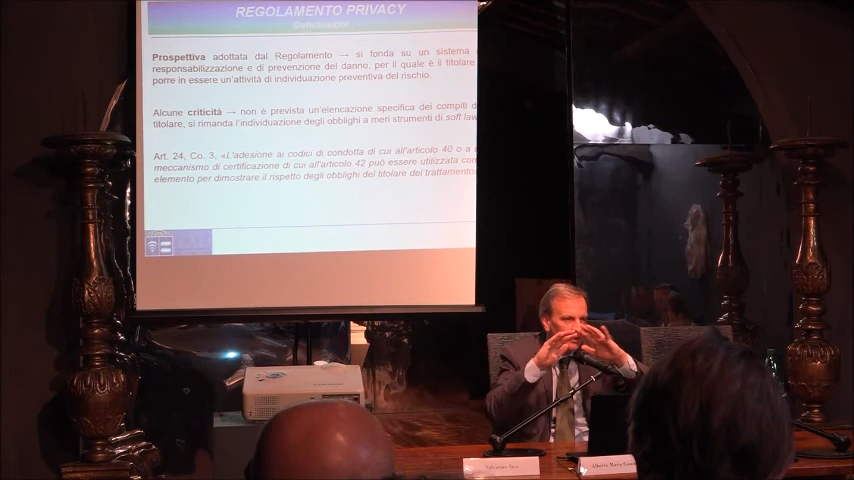 REGOLAMENTO PRIVACY
Conclusioni
Prospettiva adottata dal Regolamento → si fonda su un sistema
responsabilizzazione e di prevenzione del danno, per il quale è il titolare
porre in essere un'attività di individuazione preventiva del rischio.
Alcune criticità → non è prevista un'elencazione specifica dei compiti d
titolare, si rimanda l'individuazione degli obblighi a meri strumenti di soft law
Art. 24, Co. 3, «L'adesione ai codici di condotta di cui all'articolo 40 o a
meccanismo di certificazione di cui all'articolo 42 può essere utilizzata com
elemento per dimostrare il rispetto degli obblighi del titolare del trattamento
Salvatore Sica
Alberto Maria